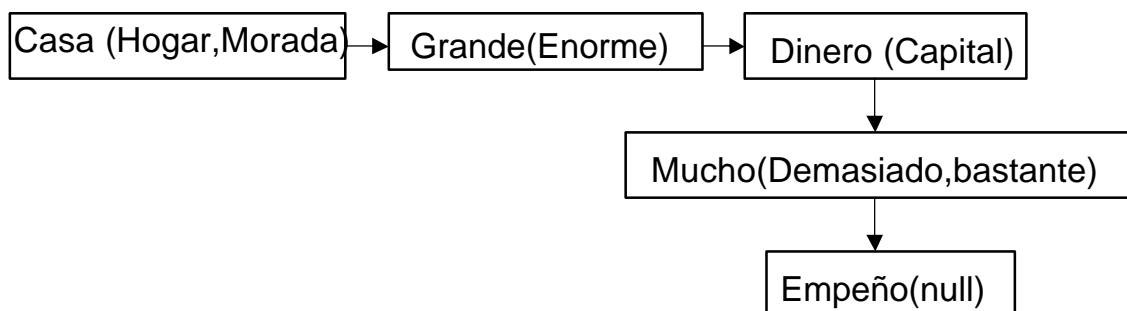 Casa (Hogar,Morada)
Grande(Enorme)
Dinero (Capital)
Mucho(Demasiado,bastante)
Empeño(null)